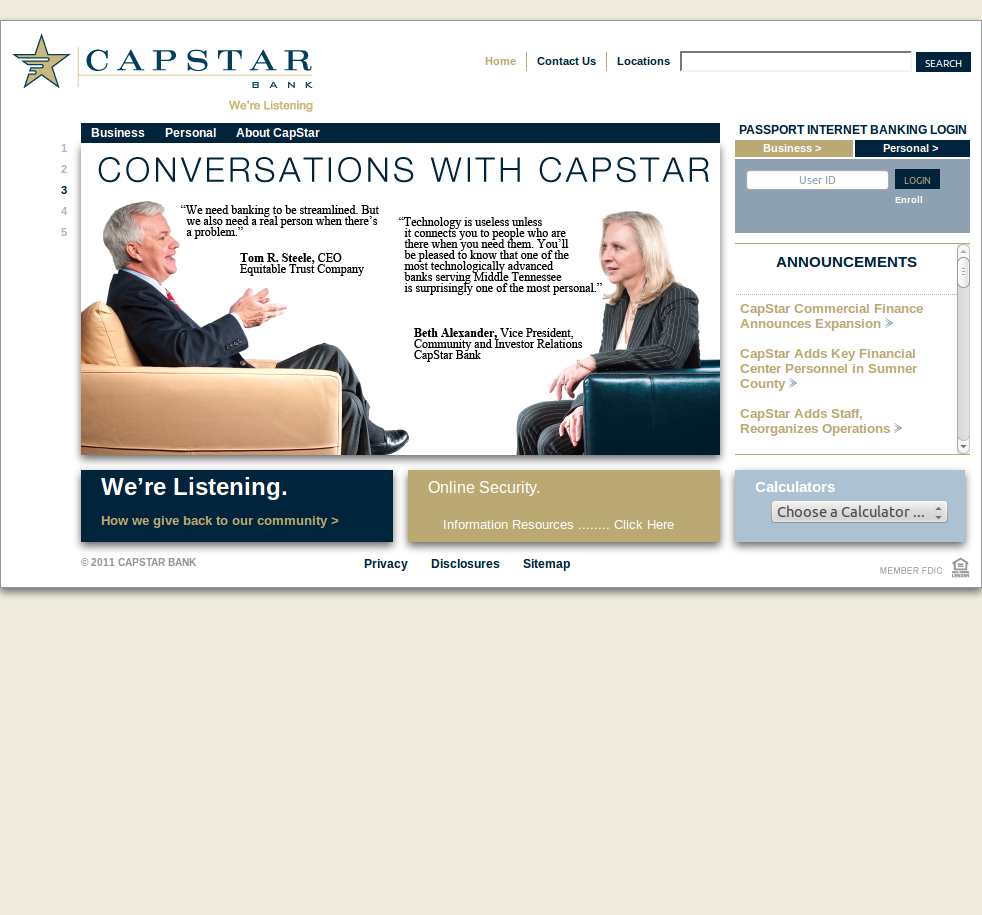 CAPSTAR
BANK
We're Listening
Home
Contact Us
Locations
SEARCH
Business
Personal
About CapStar
PASSPORT INTERNET BANKING LOGIN
Business >
Personal >
User ID
LOGIN
Enroll
1
2
3
4
5
CONVERSATIONS WITH CAPSTAR
“We need banking to be streamlined. But
we also need a real person when there’s
a problem.”
Tom R. Steele, CEO
Equitable Trust Company
“Technology is useless unless
it connects you to people who are
there when you need them. You’ll
be pleased to know that one of the
most technologically advanced
banks serving Middle Tennessee
is surprisingly one of the most personal.”
Beth Alexander, Vice President,
Community and Investor Relations
CapStar Bank
ANNOUNCEMENTS
CapStar Commercial Finance
Announces Expansion
CapStar Adds Key Financial
Center Personnel in Sumner
County
CapStar Adds Staff,
Reorganizes Operations
We’re Listening.
How we give back to our community >
Online Security.
Information Resources ........ Click Here
Calculators
Choose a Calculator ...
© 2011 CAPSTAR BANK
Privacy
Disclosures
Sitemap
MEMBER FDIC